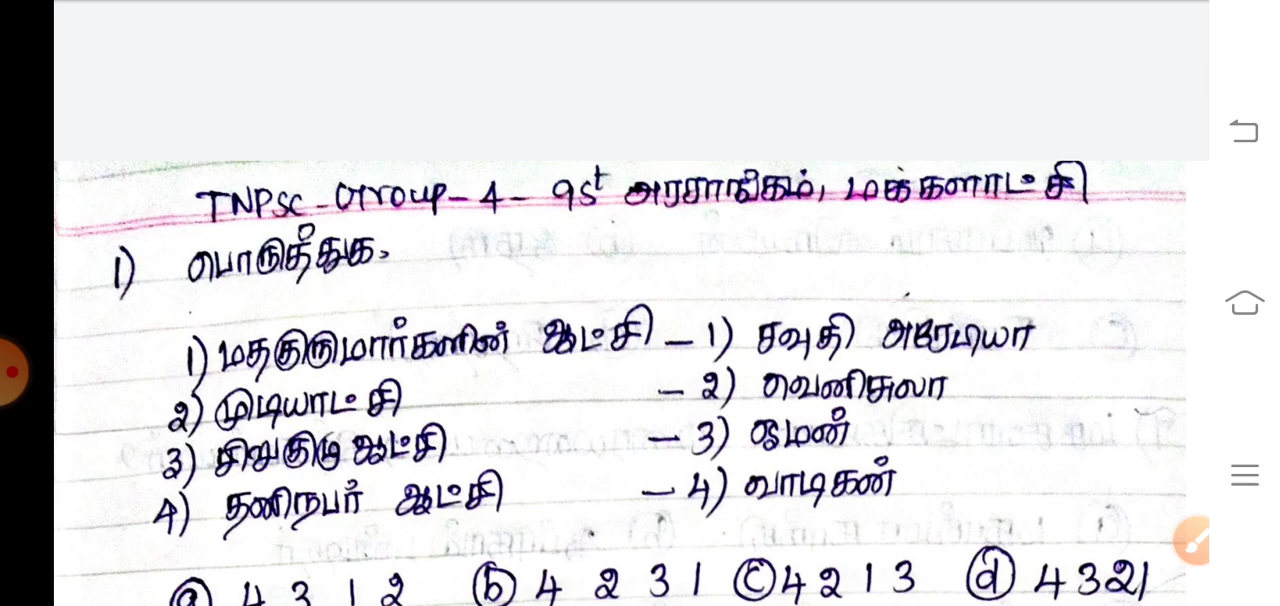 TNPSC - Group - 4 - 9st அரசாங்கம், மக்களாட்சி
1) பொருத்துக.
1) மதகுருமார்களின் ஆட்சி - 1) சவுதி அரேபியா
2) முடியாட்சி - 2) வெனிசுலா
3) சிறுகுழு ஆட்சி - 3) ஓமன்
4) தனிநபர் ஆட்சி - 4) வாடிகன்
a 4 3 1 2 b 4 2 3 1 c 4 2 1 3 d 4 3 2 1